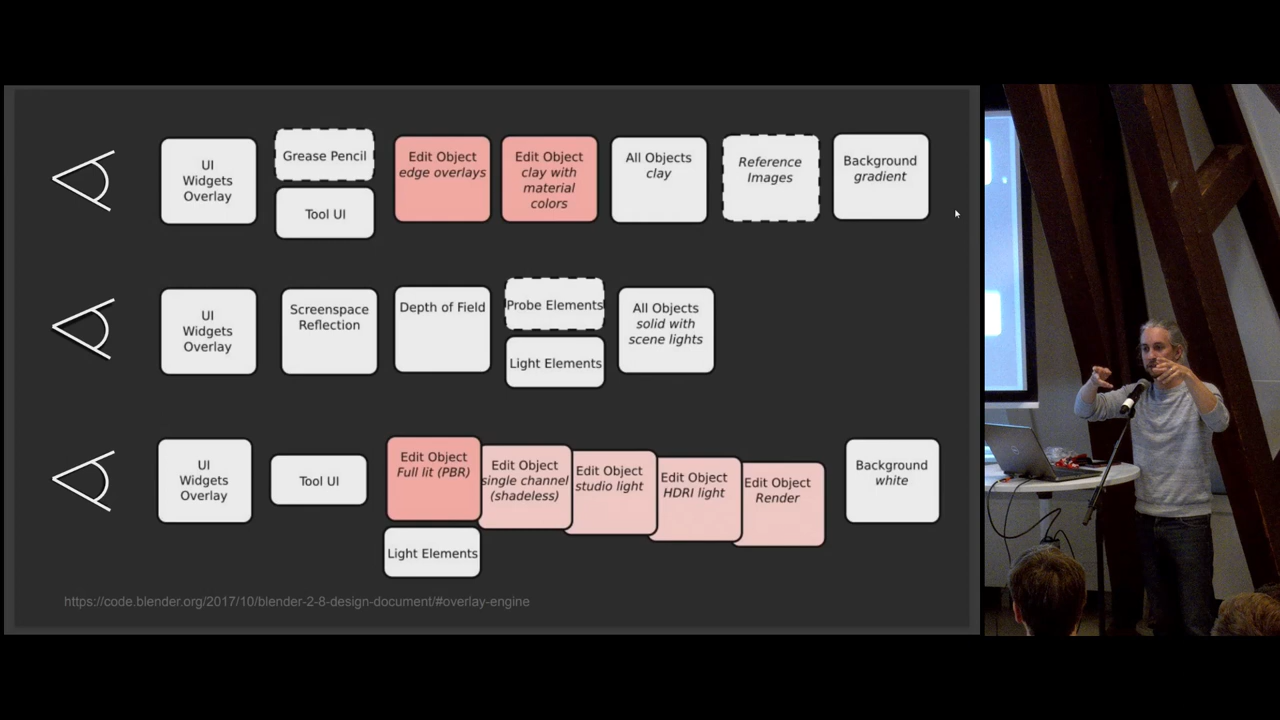 UI
Widgets
Overlay
Grease Pencil
Tool UI
Edit Object
edge overlays
Edit Object
clay with
material
colors
All Objects
clay
Reference
Images
Background
gradient
UI
Widgets
Overlay
Screenspace
Reflection
Depth of Field
Probe Elements
Light Elements
All Objects
solid with
scene lights
UI
Widgets
Overlay
Tool UI
Edit Object
Full lit (PBR)
Light Elements
Edit Object
single channel
(shadeless)
Edit Object
studio light
Edit Object
HDRI light
Edit Object
Render
Background
white
https://code.blender.org/2017/10/blender-2-8-design-document/#overlay-engine